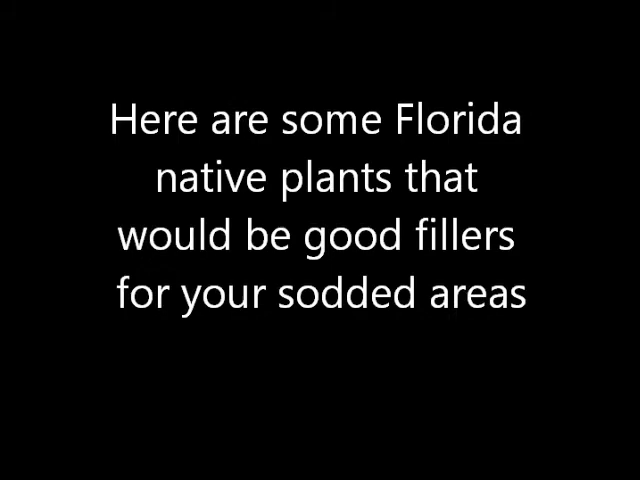 Here are some Florida
native plants that
would be good fillers
for your sodded areas